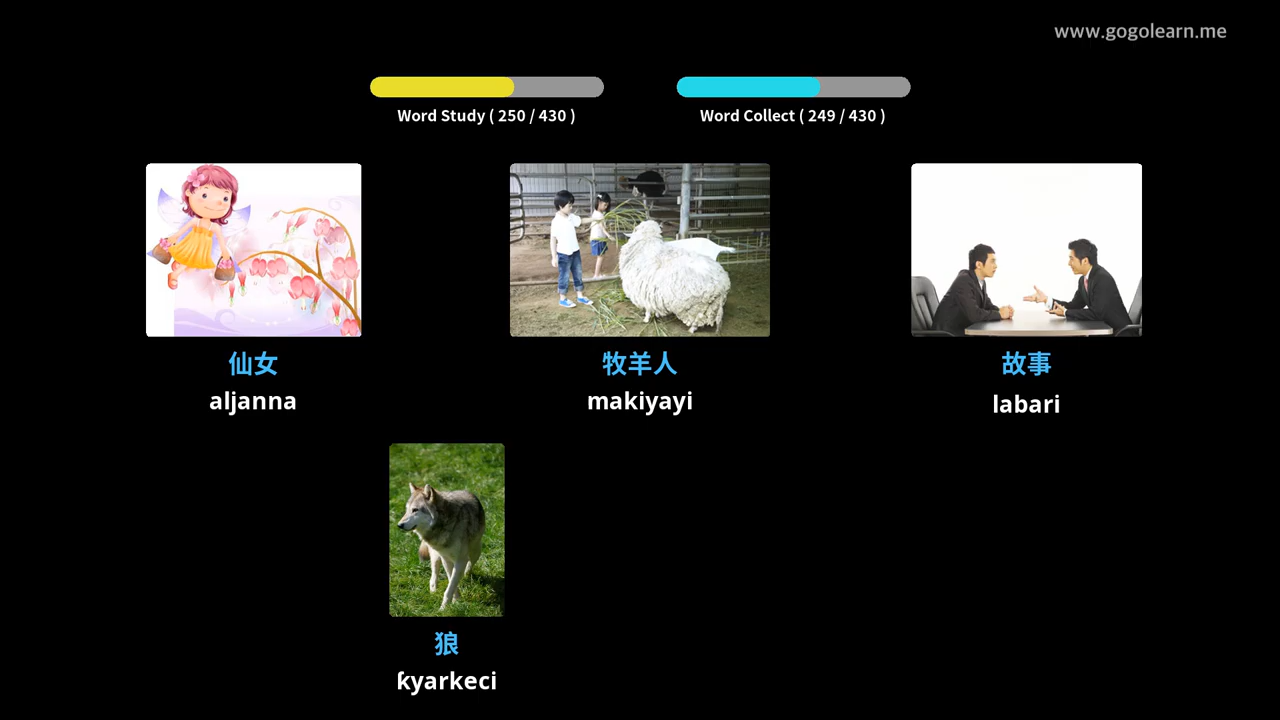 www.gogolearn.me
Word Study ( 250 / 430 )
Word Collect ( 249 / 430 )
仙女
aljanna
牧羊人
makiyayi
故事
labari
狼
ƙyarkeci